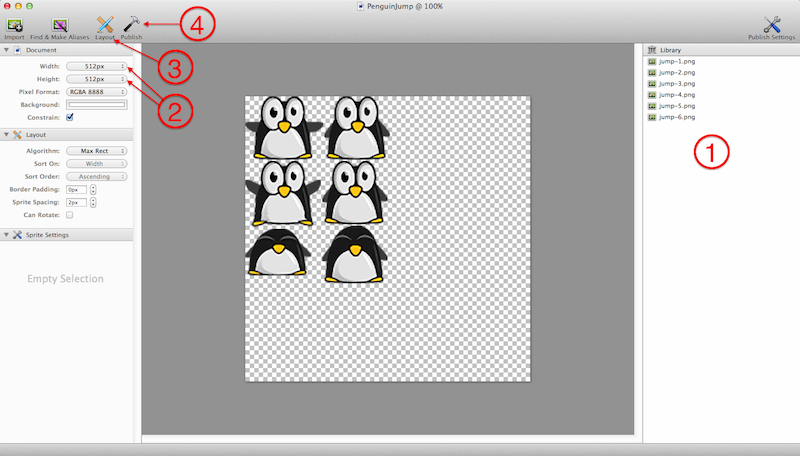 PenguinJump @ 100%
Import
Find & Make Aliases
Layout
Publish
Publish Settings
4
3
2
1
Document
Width: 512px
Height: 512px
Pixel Format: RGBA 8888
Background:
Constrain:
Layout
Algorithm: Max Rect
Sort On: Width
Sort Order: Ascending
Border Padding: 0px
Sprite Spacing: 2px
Can Rotate:
Sprite Settings
Empty Selection
Library
jump-1.png
jump-2.png
jump-3.png
jump-4.png
jump-5.png
jump-6.png